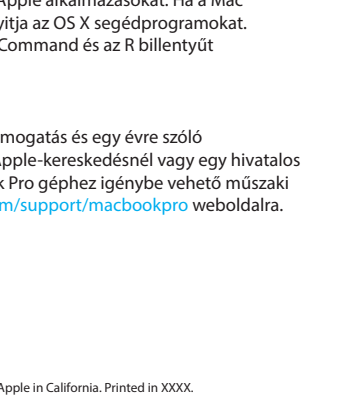 Apple alkalmazásokat. Ha a Mac
yitja az OS X segédprogramokat.
Command és az R billentyűt
mogatás és egy évre szóló
Apple-kereskedésnél vagy egy hivatalos
k Pro géphez igénybe vehető műszaki
m/support/macbookpro weboldalra.
Apple in California. Printed in XXXX.